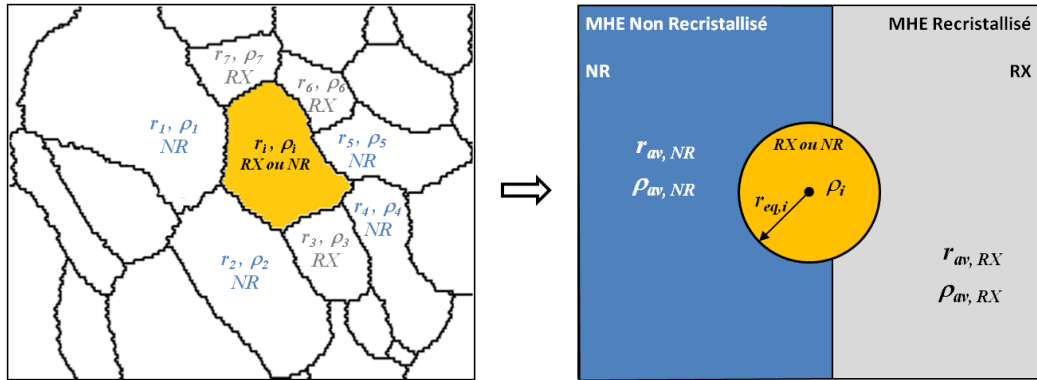 r7, ρ7
RX
r6, ρ6
RX
r1, ρ1
NR
ri, ρi
RX ou NR
r5, ρ5
NR
r4, ρ4
NR
r3, ρ3
RX
r2, ρ2
NR
MHE Non Recristallisé
NR
MHE Recristallisé
RX
RX ou NR
ρi
req,i
rav, NR
ρav, NR
rav, RX
ρav, RX